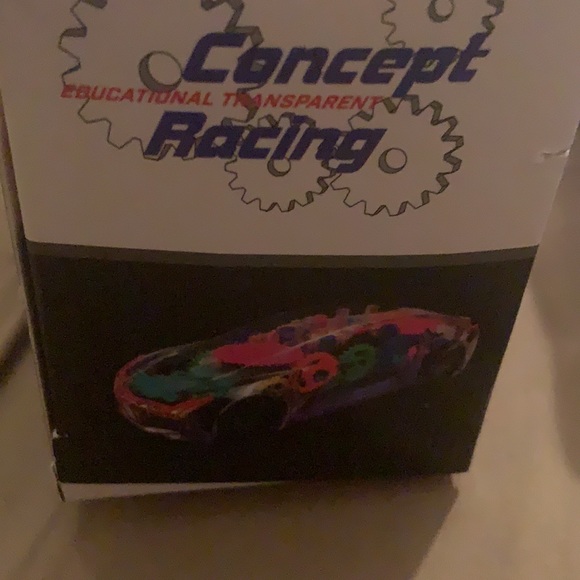 Concept
EDUCATIONAL TRANSPARENT
Racing